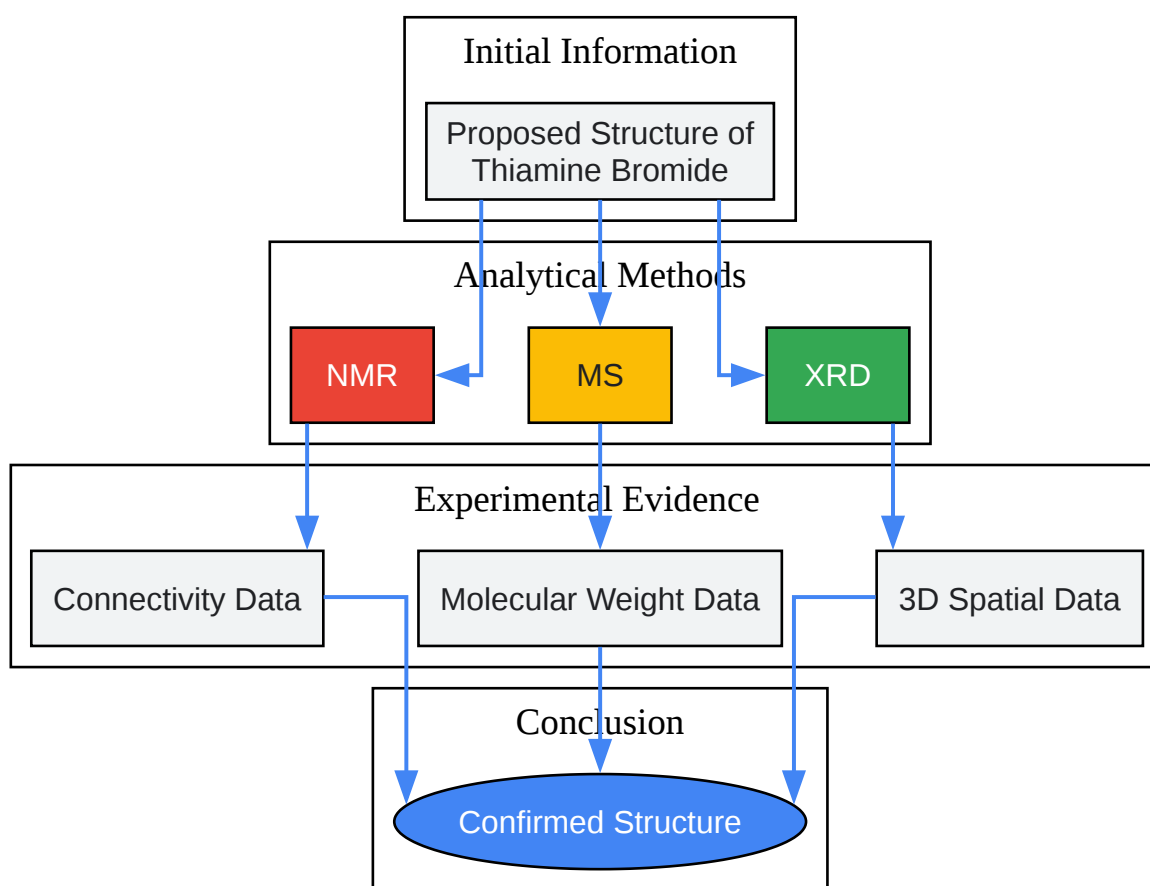 Initial Information
Proposed Structure of
Thiamine Bromide
Analytical Methods
NMR
MS
XRD
Experimental Evidence
Connectivity Data
Molecular Weight Data
3D Spatial Data
Conclusion
Confirmed Structure